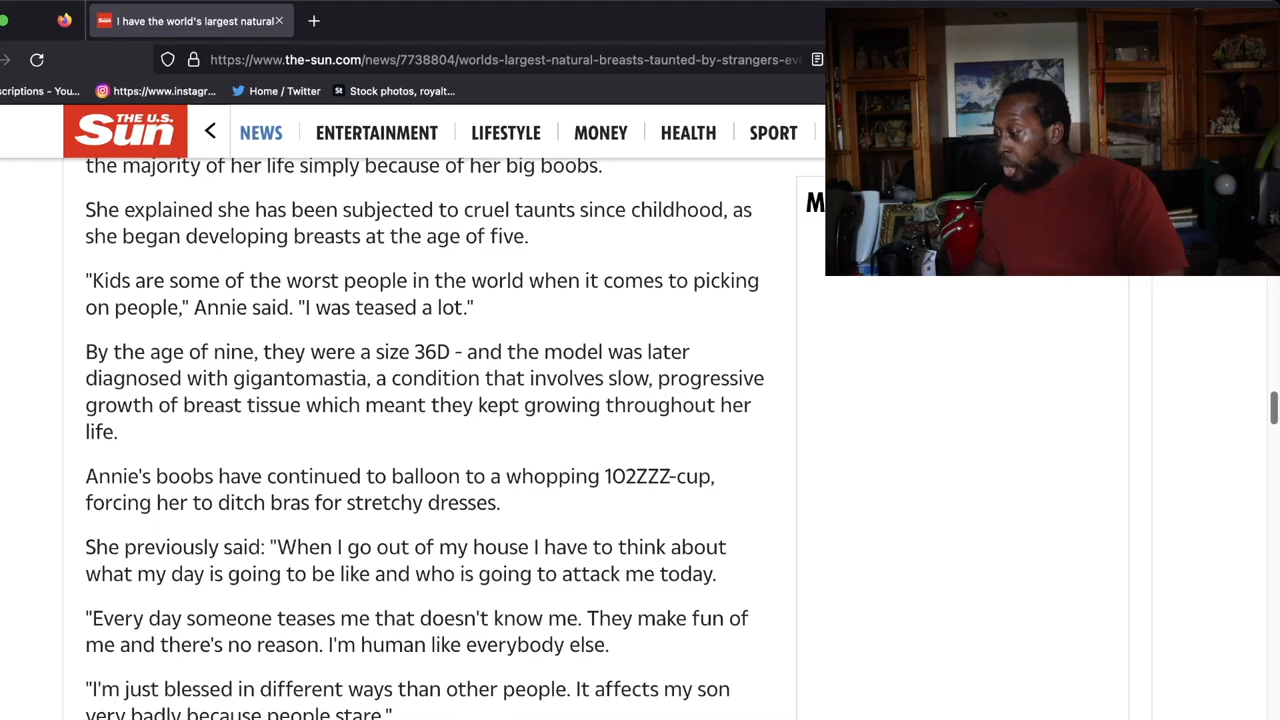 I have the world's largest natural
https://www.the-sun.com/news/7738804/worlds-largest-natural-breasts-taunted-by-strangers-eve
scriptions - You...
https://www.instagr...
Home / Twitter
St
Stock photos, royalt...
THE U.S.
Sun
NEWS
ENTERTAINMENT
LIFESTYLE
MONEY
HEALTH
SPORT
the majority of her life simply because of her big boobs.
M
She explained she has been subjected to cruel taunts since childhood, as
she began developing breasts at the age of five.
"Kids are some of the worst people in the world when it comes to picking
on people," Annie said. "I was teased a lot."
By the age of nine, they were a size 36D - and the model was later
diagnosed with gigantomastia, a condition that involves slow, progressive
growth of breast tissue which meant they kept growing throughout her
life.
Annie's boobs have continued to balloon to a whopping 102ZZZ-cup,
forcing her to ditch bras for stretchy dresses.
She previously said: "When I go out of my house I have to think about
what my day is going to be like and who is going to attack me today.
"Every day someone teases me that doesn't know me. They make fun of
me and there's no reason. I'm human like everybody else.
"I'm just blessed in different ways than other people. It affects my son
very badly because people stare."